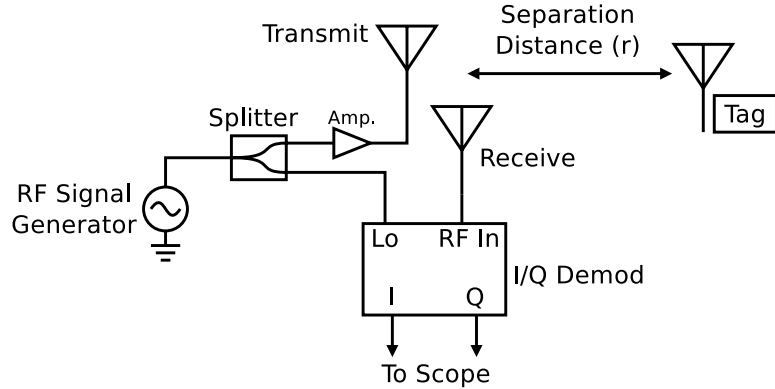 Transmit
Separation
Distance (r)
Splitter
Amp.
Tag
Receive
RF Signal
Generator
Lo
RF In
I/Q Demod
I
Q
To Scope